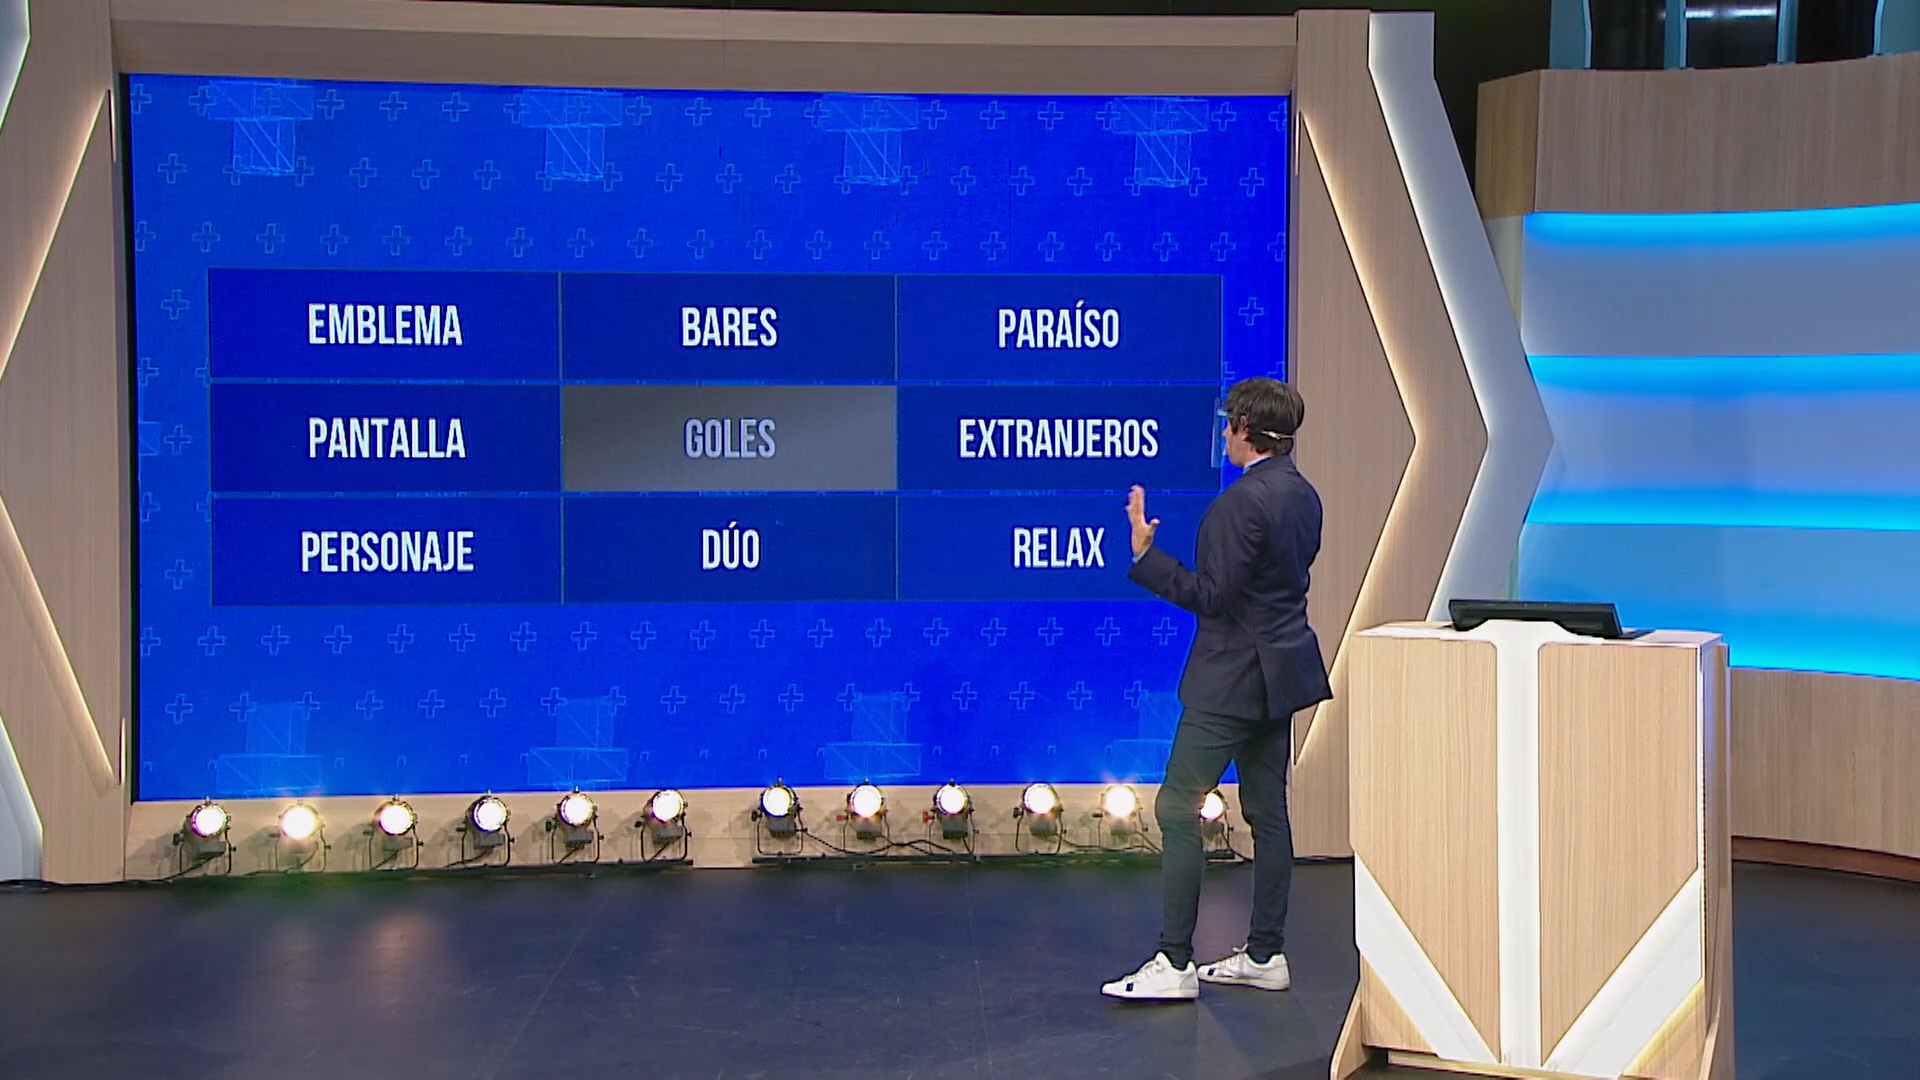 EMBLEMA
BARES
PARAÍSO
PANTALLA
GOLES
EXTRANJEROS
PERSONAJE
DÚO
RELAX